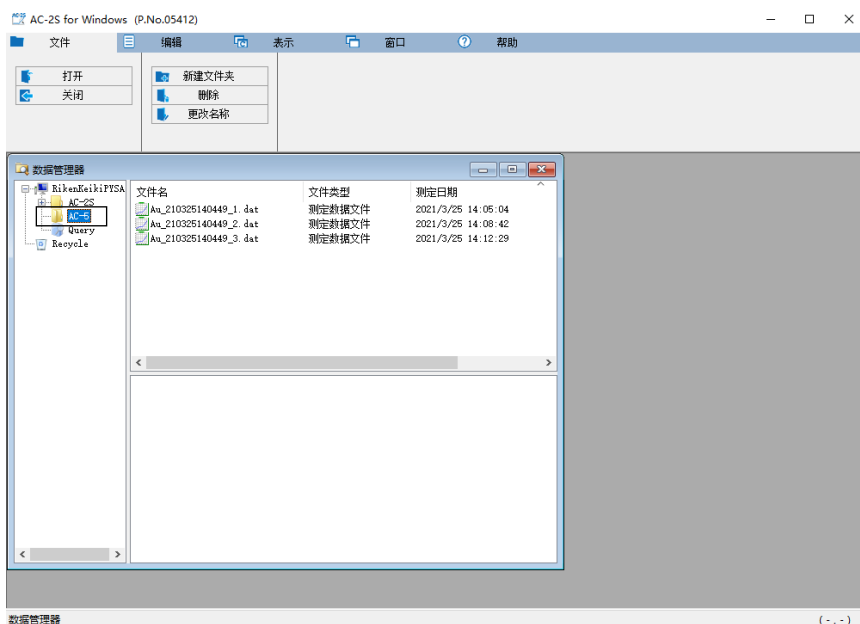 AC-2S for Windows (P.No.05412)
文件 编辑 表示 窗口 帮助
打开 新建文件夹
关闭 删除
更改名称
数据管理器
RikenKeikiPYSA
AC-2S
AC-5
Query
Recycle
文件名 文件类型 测定日期
Au_210325140449_1.dat 测定数据文件 2021/3/25 14:05:04
Au_210325140449_2.dat 测定数据文件 2021/3/25 14:08:42
Au_210325140449_3.dat 测定数据文件 2021/3/25 14:12:29
数据管理器 (-.-)